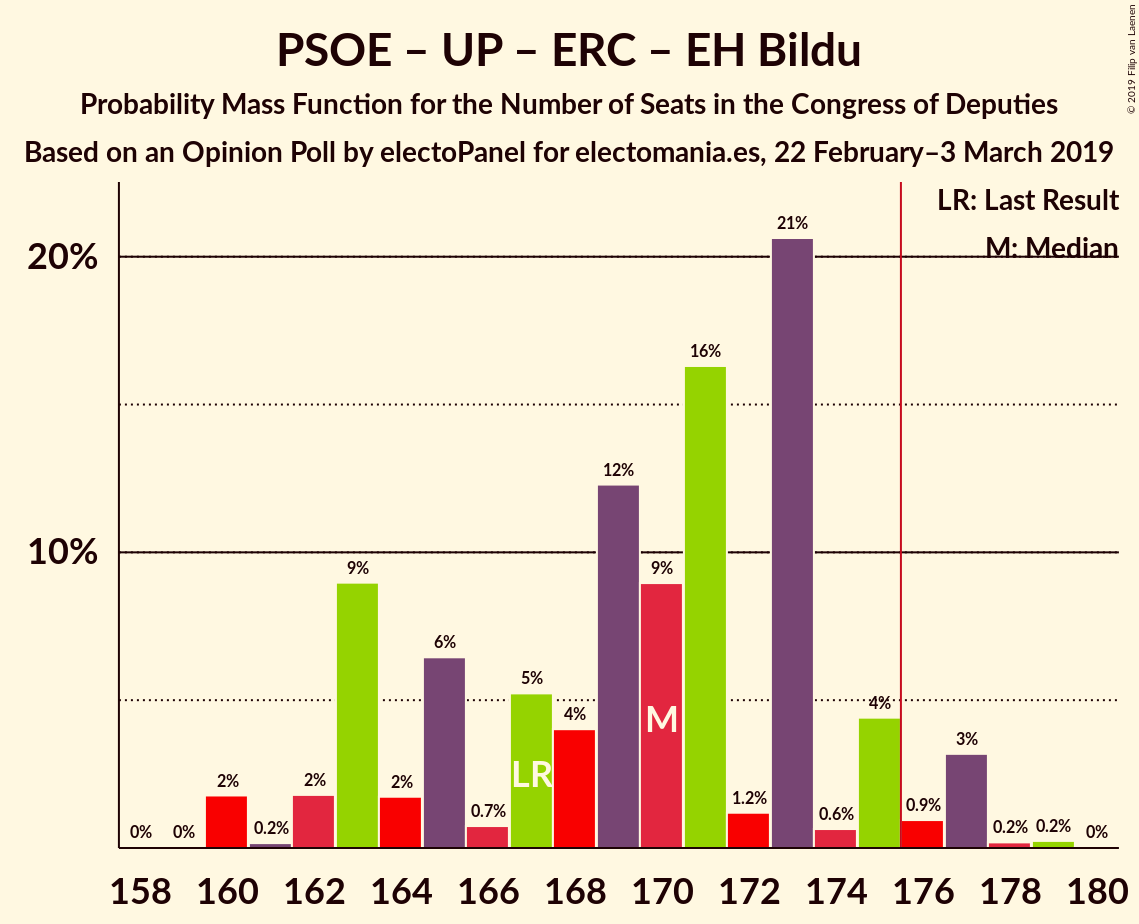 PSOE – UP – ERC – EH Bildu
Probability Mass Function for the Number of Seats in the Congress of Deputies
Based on an Opinion Poll by electoPanel for electomania.es, 22 February–3 March 2019
© 2019 Filip van Laenen
LR: Last Result
M: Median
20%
10%
0% 0% 2% 0.2% 2% 9% 2% 6% 0.7% 5% 4% 12% 9% 16% 1.2% 21% 0.6% 4% 0.9% 3% 0.2% 0.2% 0%
LR
M
158 160 162 164 166 168 170 172 174 176 178 180